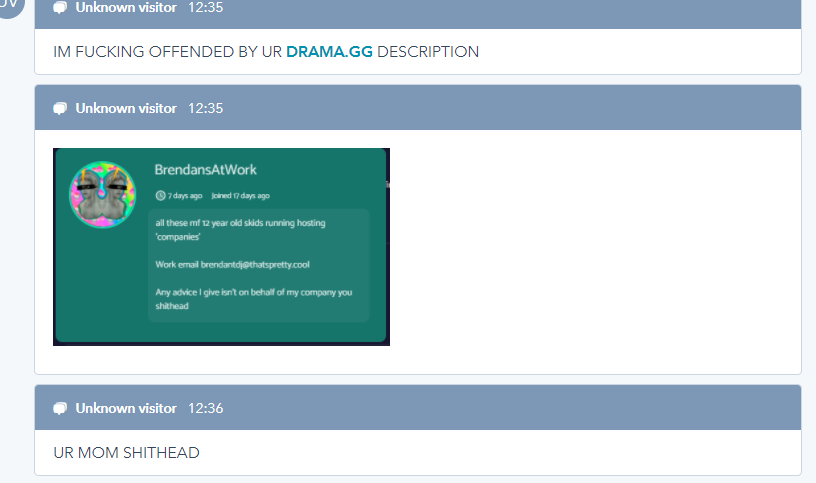 Unknown visitor 12:35
IM FUCKING OFFENDED BY UR DRAMA.GG DESCRIPTION
Unknown visitor 12:35
BrendansAtWork
7 days ago Joined 17 days ago
all these mf 12 year old skids running hosting
'companies'
Work email brendantdj@thatspretty.cool
Any advice I give isn't on behalf of my company you
shithead
Unknown visitor 12:36
UR MOM SHITHEAD